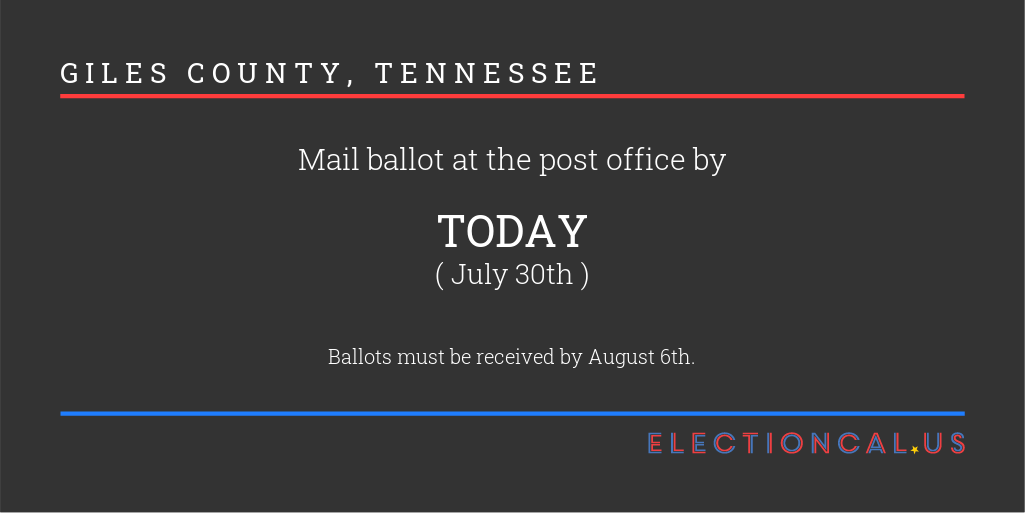 GILES COUNTY, TENNESSEE
Mail ballot at the post office by
TODAY
( July 30th )
Ballots must be received by August 6th.
ELECTIONCAL.US